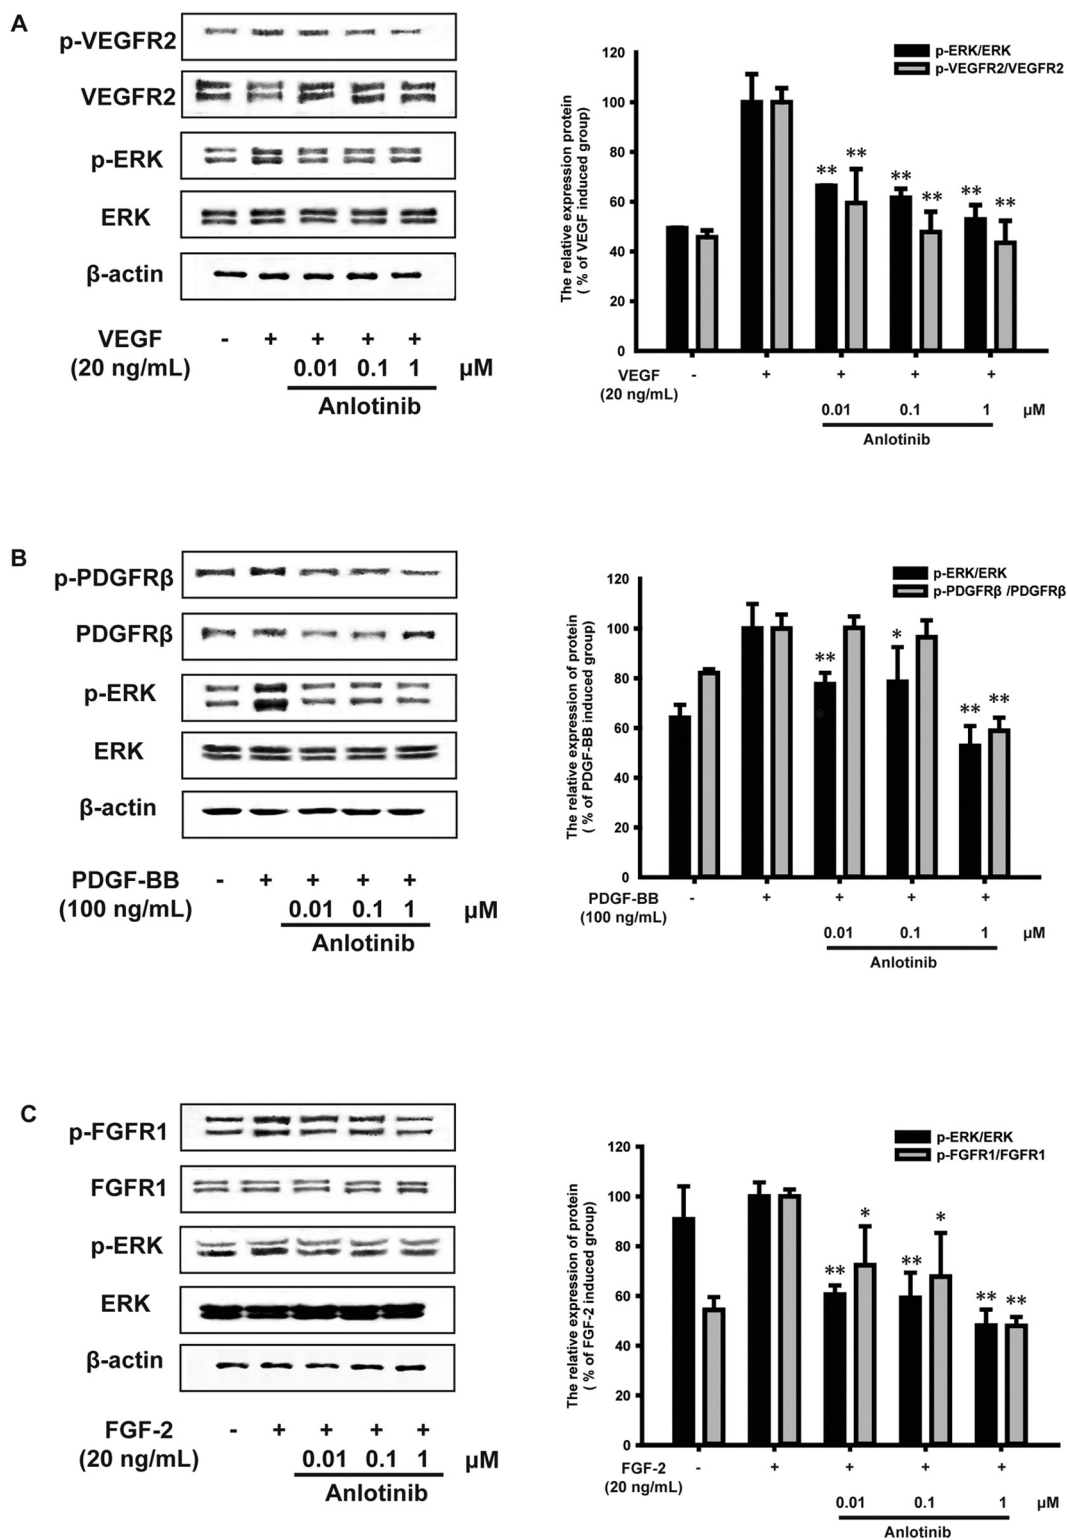 A
p-VEGFR2
VEGFR2
p-ERK
ERK
β-actin
VEGF - + + + +
(20 ng/mL) 0.01 0.1 1 μM
Anlotinib
p-ERK/ERK
p-VEGFR2/VEGFR2
The relative expression protein
( % of VEGF induced group)
120
100
80
60
40
20
0
** ** ** ** ** **
VEGF - + + + +
(20 ng/mL)
0.01 0.1 1 μM
Anlotinib
B
p-PDGFRβ
PDGFRβ
p-ERK
ERK
β-actin
PDGF-BB - + + + +
(100 ng/mL) 0.01 0.1 1 μM
Anlotinib
p-ERK/ERK
p-PDGFRβ /PDGFRβ
The relative expression of protein
( % of PDGF-BB induced group)
120
100
80
60
40
20
0
** * ** **
PDGF-BB - + + + +
(100 ng/mL)
0.01 0.1 1 μM
Anlotinib
C
p-FGFR1
FGFR1
p-ERK
ERK
β-actin
FGF-2 - + + + +
(20 ng/mL) 0.01 0.1 1 μM
Anlotinib
p-ERK/ERK
p-FGFR1/FGFR1
The relative expression of protein
( % of FGF-2 induced group)
120
100
80
60
40
20
0
** * ** * ** **
FGF-2 - + + + +
(20 ng/mL)
0.01 0.1 1 μM
Anlotinib